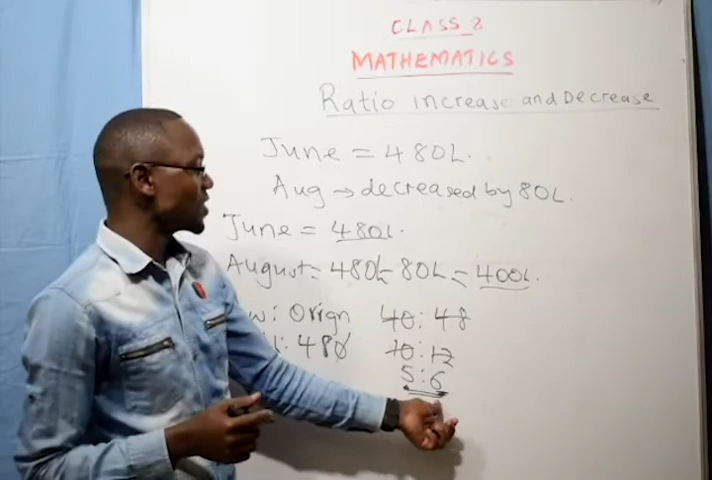 CLASS 8
MATHEMATICS
Ratio increase and Decrease
June = 480L.
Aug → decreased by 80L.
June = 480L.
August = 480L - 80L = 400L.
: Orign 40 : 48
: 480 10 : 12
5 : 6